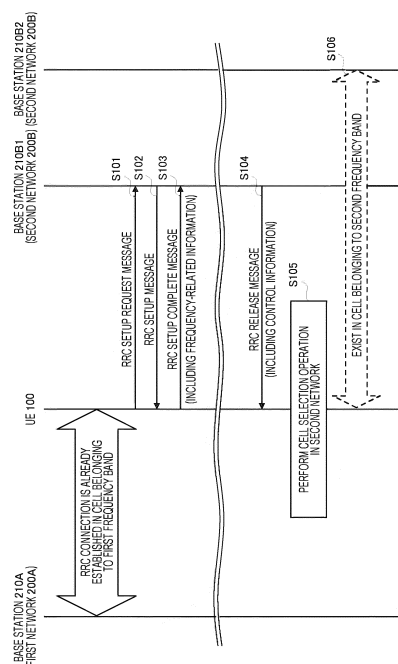 BASE STATION 210A
(FIRST NETWORK 200A)
UE 100
BASE STATION 210B1
(SECOND NETWORK 200B)
BASE STATION 210B2
(SECOND NETWORK 200B)
RRC CONNECTION IS ALREADY
ESTABLISHED IN CELL BELONGING
TO FIRST FREQUENCY BAND
RRC SETUP REQUEST MESSAGE
S101
RRC SETUP MESSAGE
S102
RRC SETUP COMPLETE MESSAGE
(INCLUDING FREQUENCY-RELATED INFORMATION)
S103
RRC RELEASE MESSAGE
(INCLUDING CONTROL INFORMATION)
S104
PERFORM CELL SELECTION OPERATION
IN SECOND NETWORK
S105
EXIST IN CELL BELONGING TO SECOND FREQUENCY BAND
S106